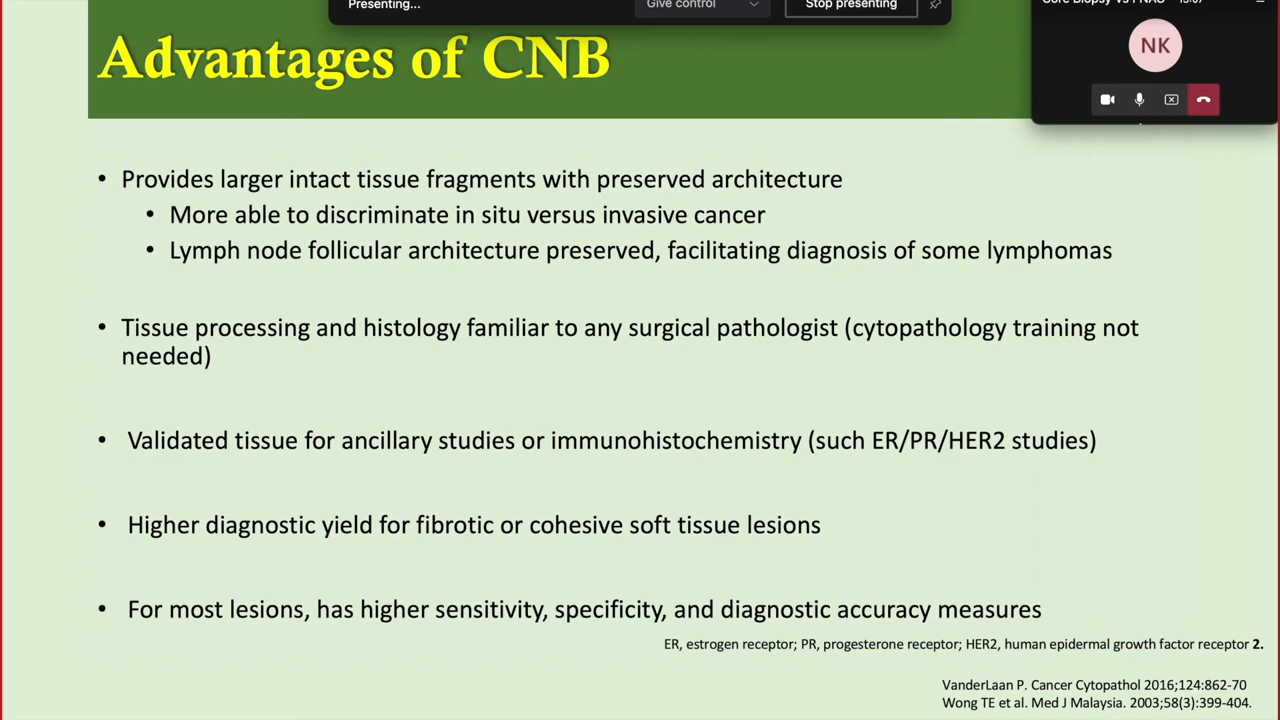 Presenting...
Give control
Stop presenting
NK
Advantages of CNB
• Provides larger intact tissue fragments with preserved architecture
• More able to discriminate in situ versus invasive cancer
• Lymph node follicular architecture preserved, facilitating diagnosis of some lymphomas
• Tissue processing and histology familiar to any surgical pathologist (cytopathology training not
needed)
• Validated tissue for ancillary studies or immunohistochemistry (such ER/PR/HER2 studies)
• Higher diagnostic yield for fibrotic or cohesive soft tissue lesions
• For most lesions, has higher sensitivity, specificity, and diagnostic accuracy measures
ER, estrogen receptor; PR, progesterone receptor; HER2, human epidermal growth factor receptor 2.
VanderLaan P. Cancer Cytopathol 2016;124:862-70
Wong TE et al. Med J Malaysia. 2003;58(3):399-404.